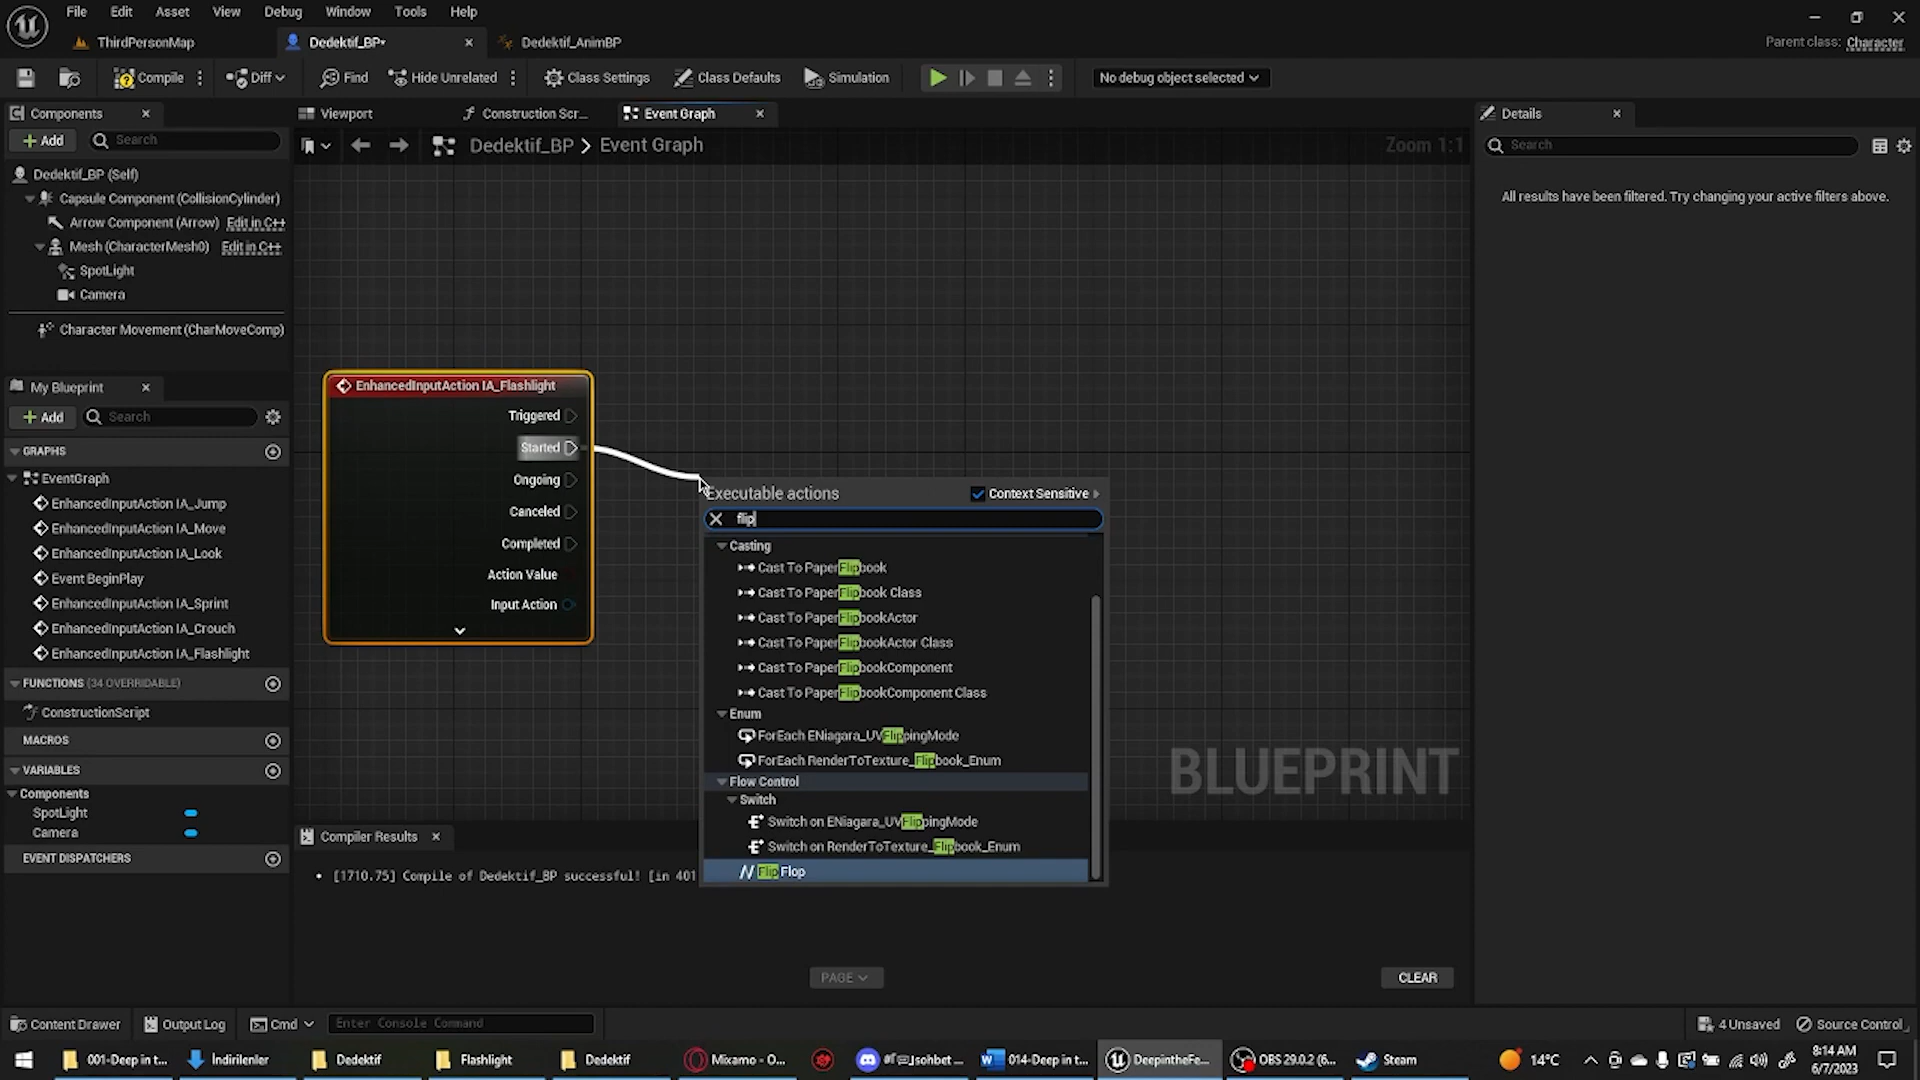 File Edit Asset View Debug Window Tools Help
ThirdPersonMap Dedektif_BP* Dedektif_AnimBP
Parent class: Character
Compile Diff Find Hide Unrelated Class Settings Class Defaults Simulation No debug object selected
Components
Add Search
Dedektif_BP (Self)
Capsule Component (CollisionCylinder)
Arrow Component (Arrow) Edit in C++
Mesh (CharacterMesh0) Edit in C++
SpotLight
Camera
Character Movement (CharMoveComp)
My Blueprint
Add Search
GRAPHS
EventGraph
EnhancedInputAction IA_Jump
EnhancedInputAction IA_Move
EnhancedInputAction IA_Look
Event BeginPlay
EnhancedInputAction IA_Sprint
EnhancedInputAction IA_Crouch
EnhancedInputAction IA_Flashlight
FUNCTIONS (34 OVERRIDABLE)
ConstructionScript
MACROS
VARIABLES
Components
SpotLight
Camera
EVENT DISPATCHERS
Viewport Construction Scr... Event Graph
Dedektif_BP > Event Graph Zoom 1:1
EnhancedInputAction IA_Flashlight
Triggered
Started
Ongoing
Canceled
Completed
Action Value
Input Action
Executable actions Context Sensitive
flip
Casting
Cast To PaperFlipbook
Cast To PaperFlipbook Class
Cast To PaperFlipbookActor
Cast To PaperFlipbookActor Class
Cast To PaperFlipbookComponent
Cast To PaperFlipbookComponent Class
Enum
ForEach ENiagara_UVFlippingMode
ForEach RenderToTexture_Flipbook_Enum
Flow Control
Switch
Switch on ENiagara_UVFlippingMode
Switch on RenderToTexture_Flipbook_Enum
Flip Flop
BLUEPRINT
Compiler Results
[1710.75] Compile of Dedektif_BP successful! [in 401
PAGE CLEAR
Details
Search
All results have been filtered. Try changing your active filters above.
Content Drawer Output Log Cmd Enter Console Command 4 Unsaved Source Control
001-Deep in t... İndirilenler Dedektif Flashlight Dedektif Mixamo - O... sohbet ... 014-Deep in t... DeepintheFe... OBS 29.0.2 (6... Steam 14°C
8:14 AM
6/7/2023